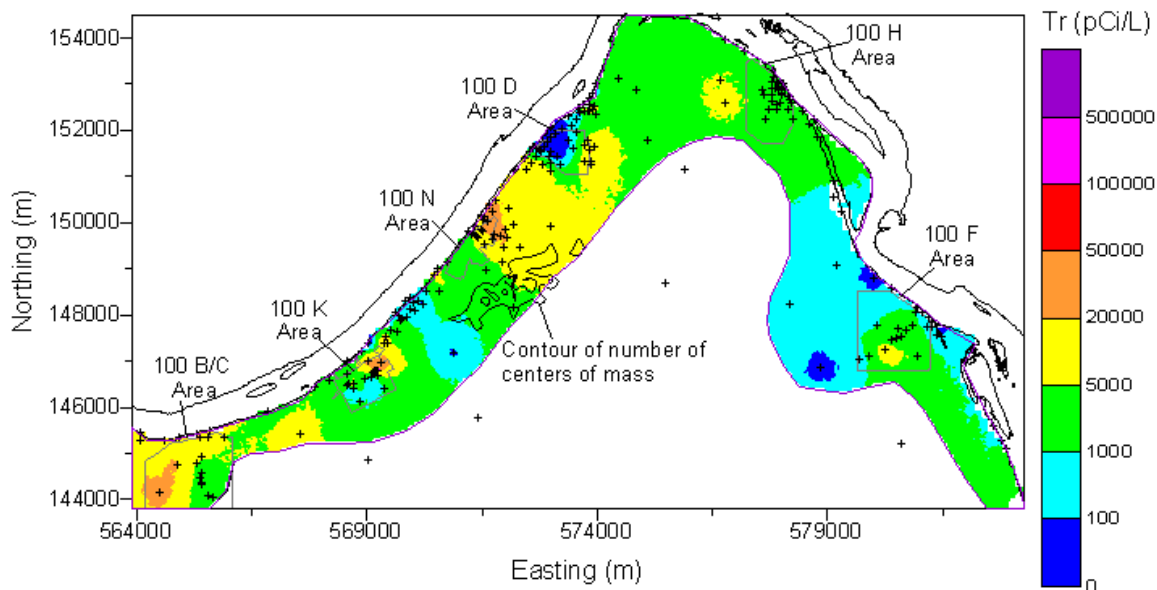 Tr (pCi/L)
154000
152000
150000
148000
146000
144000
Northing (m)
100 H
Area
100 D
Area
100 N
Area
100 F
Area
100 K
Area
100 B/C
Area
Contour of number of
centers of mass
564000
569000
574000
579000
Easting (m)
500000
100000
50000
20000
5000
1000
100
0